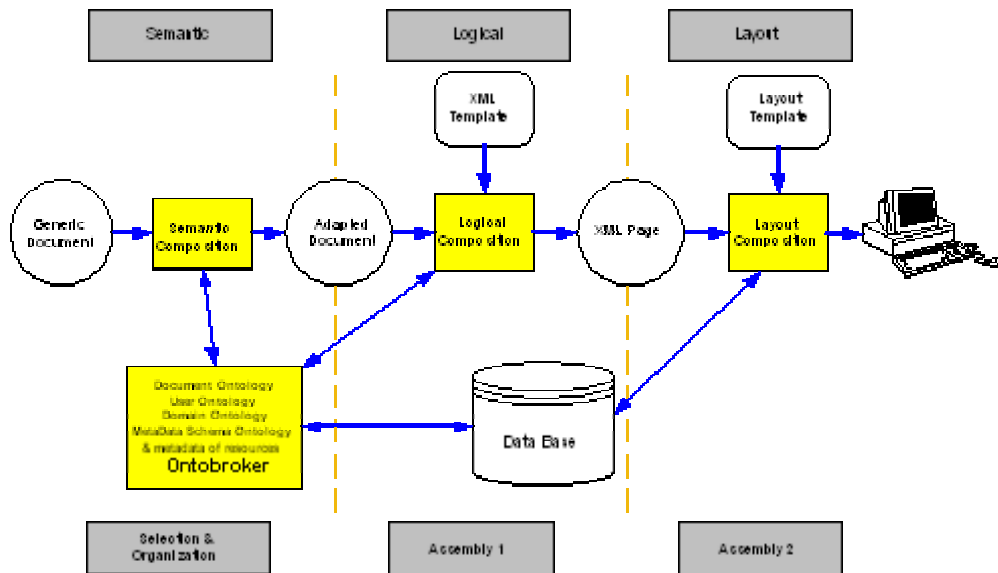 Semantic
Logical
Layout
XML
Template
Layout
Template
Generic
Document
Semantic
Composition
Adapted
Document
Logical
Composition
XML Page
Layout
Composition
Document Ontology
User Ontology
Domain Ontology
MetaData Schema Ontology
& metadata of resources
Ontobroker
Data Base
Selection &
Organization
Assembly 1
Assembly 2